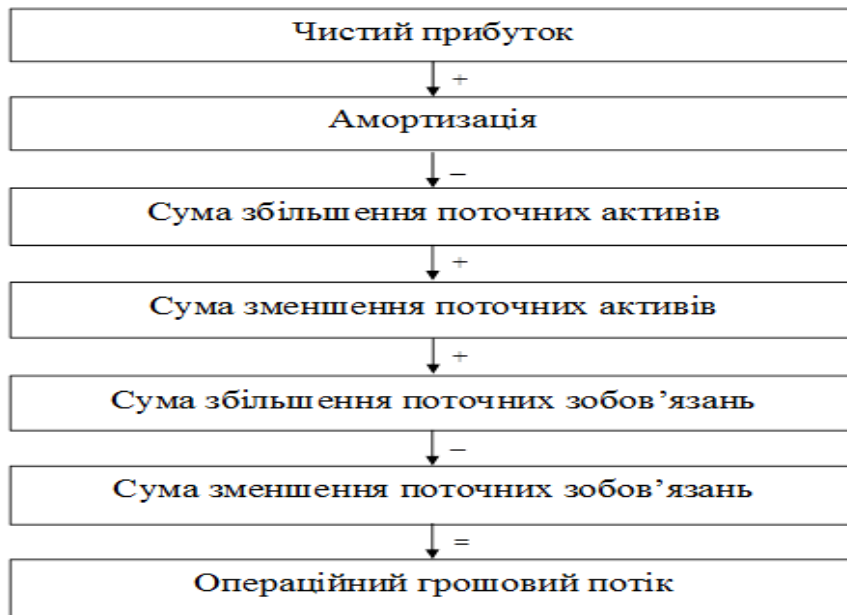 Чистий прибуток
+
Амортизація
–
Сума збільшення поточних активів
+
Сума зменшення поточних активів
+
Сума збільшення поточних зобов’язань
–
Сума зменшення поточних зобов’язань
=
Операційний грошовий потік